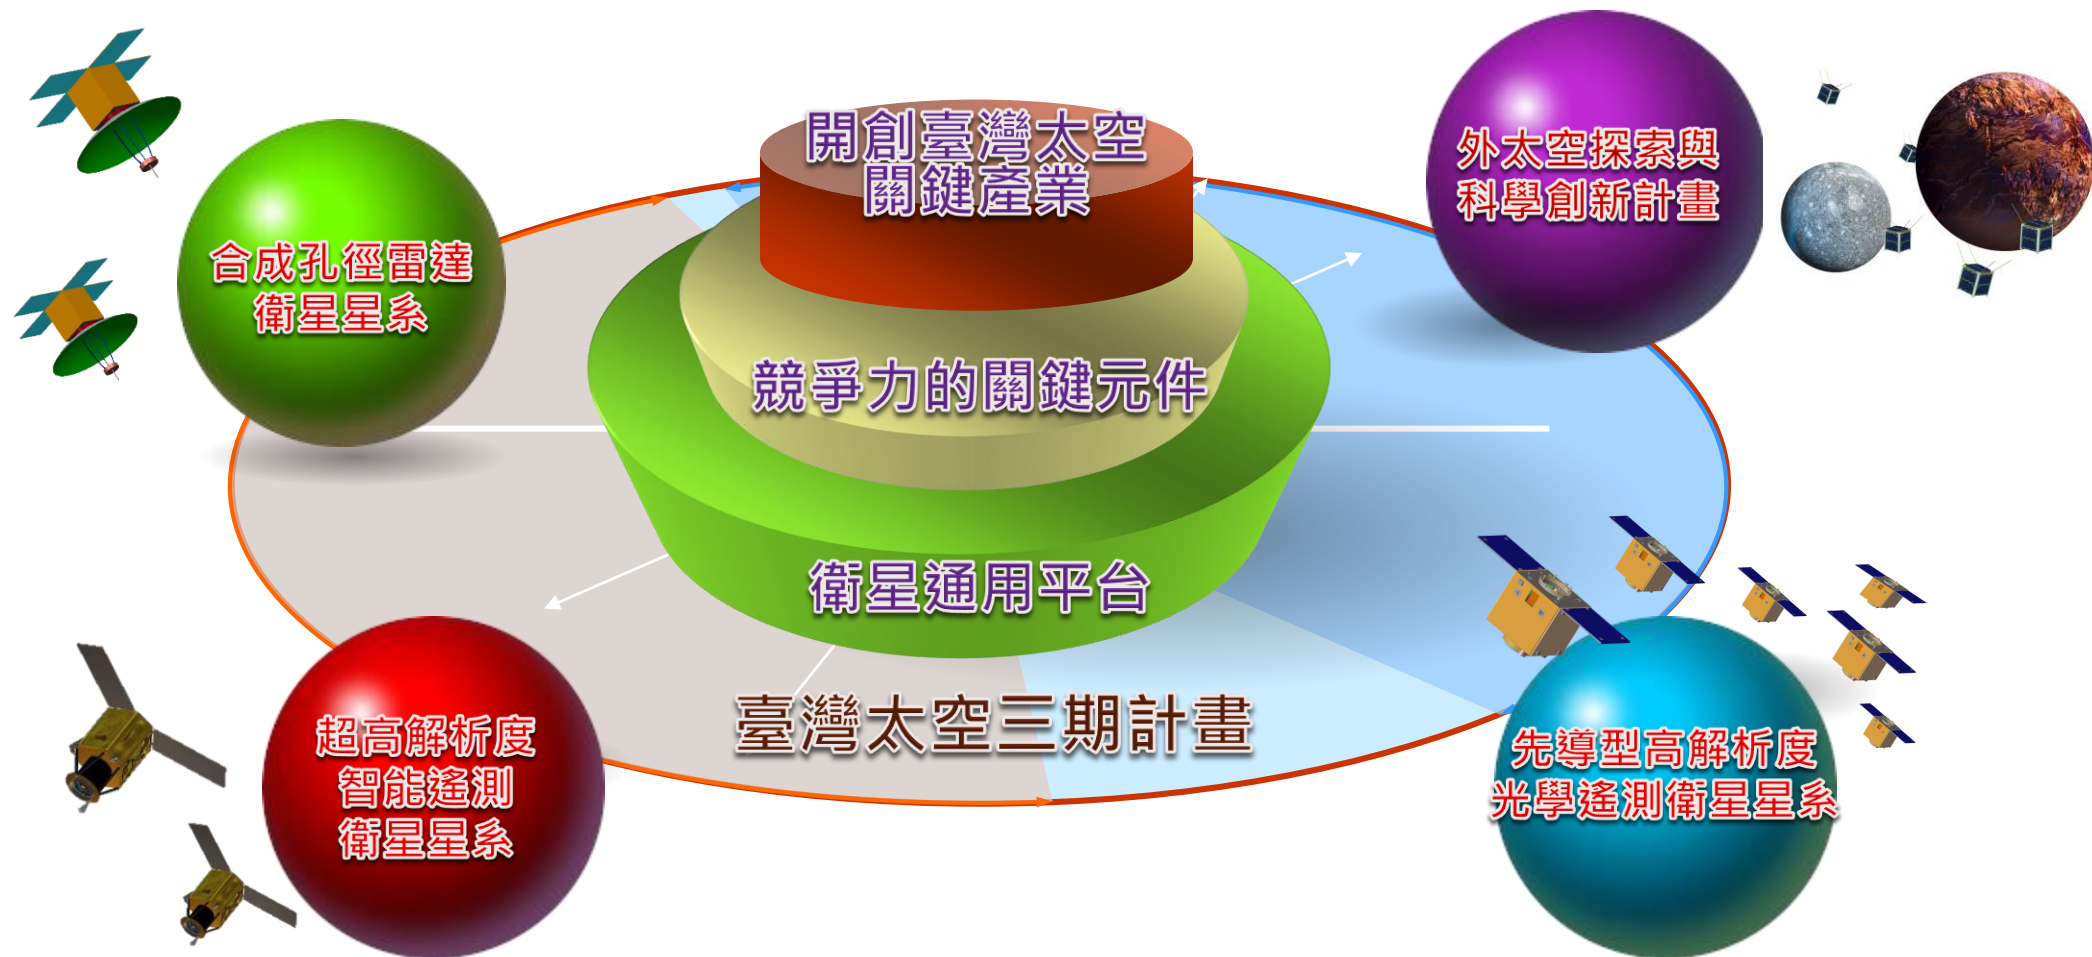 開創臺灣太空
關鍵產業
競爭力的關鍵元件
衛星通用平台
臺灣太空三期計畫
合成孔徑雷達
衛星星系
外太空探索與
科學創新計畫
超高解析度
智能遙測
衛星星系
先導型高解析度
光學遙測衛星星系